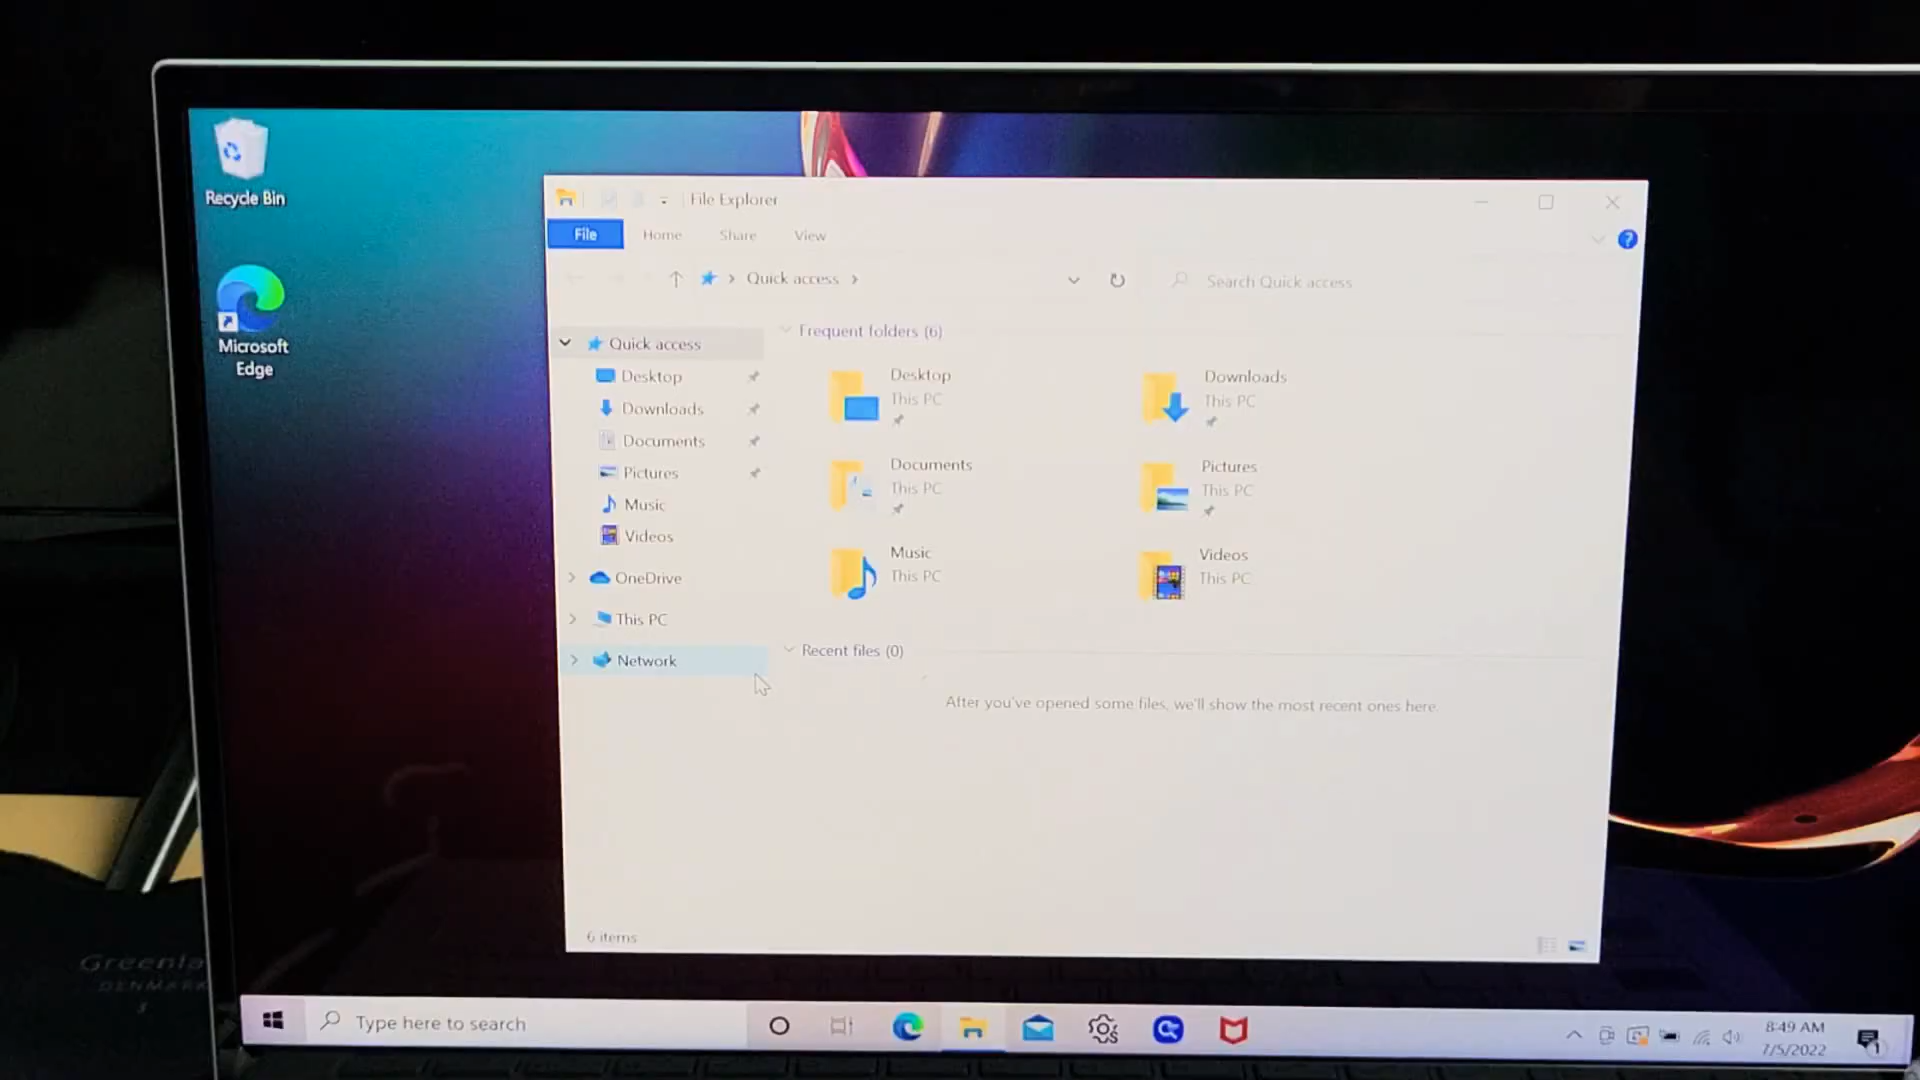 Recycle Bin
Microsoft
Edge
File Explorer
File
Home
Share
View
?
Quick access
Search Quick access
Quick access
Desktop
Downloads
Documents
Pictures
Music
Videos
OneDrive
This PC
Network
Frequent folders (6)
Desktop
This PC
Downloads
This PC
Documents
This PC
Pictures
This PC
Music
This PC
Videos
This PC
Recent files (0)
After you've opened some files, we'll show the most recent ones here.
6 items
DENMARK
Type here to search
8:49 AM
7/5/2022
1